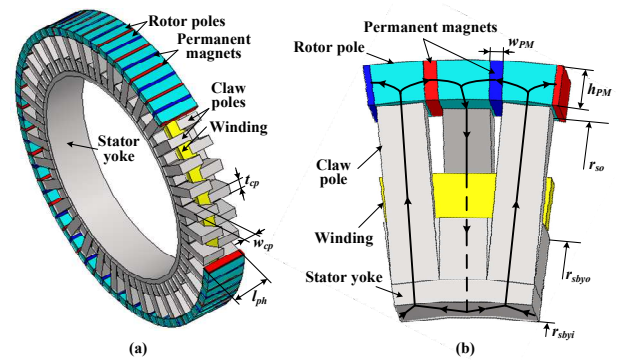 Rotor poles
Permanent
magnets
Claw
poles
Winding
Stator
yoke
t_cp
w_cp
l_ph
(a)
Permanent magnets
w_PM
Rotor pole
h_PM
r_so
Claw
pole
Winding
r_sbyo
Stator yoke
r_sbyi
(b)